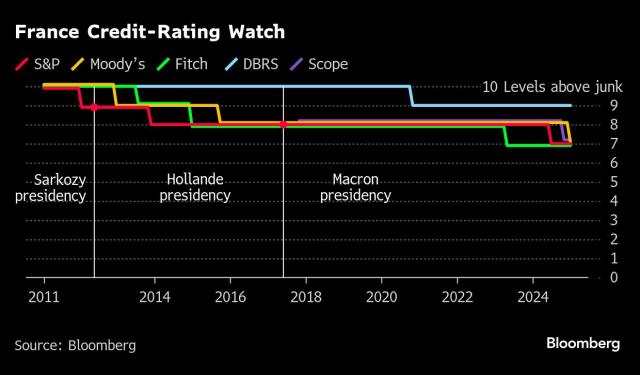 France Credit-Rating Watch
S&P Moody's Fitch DBRS Scope
10 Levels above junk
9
8
7
6
5
4
3
2
1
0
Sarkozy
presidency
Hollande
presidency
Macron
presidency
2011 2014 2016 2018 2020 2022 2024
Source: Bloomberg
Bloomberg